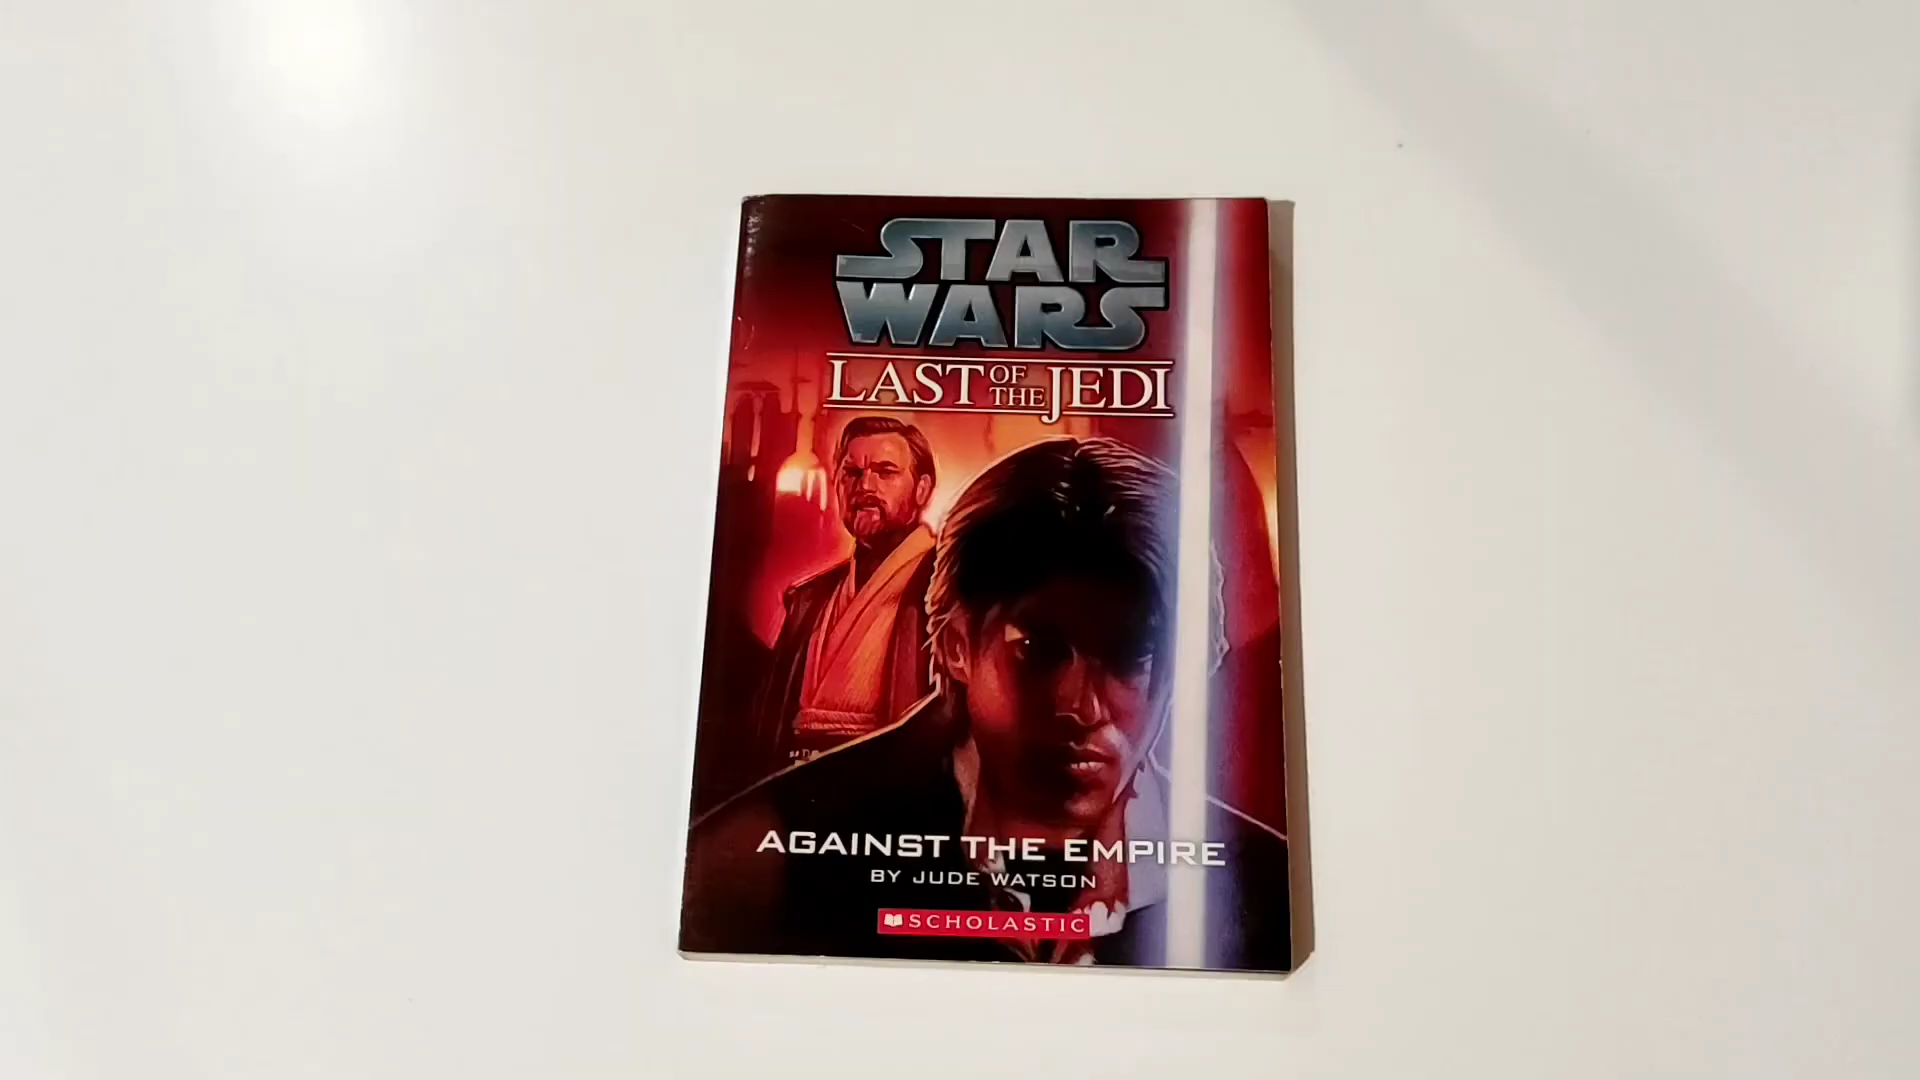 STAR
WARS
LAST OF THE JEDI
AGAINST THE EMPIRE
BY JUDE WATSON
SCHOLASTIC